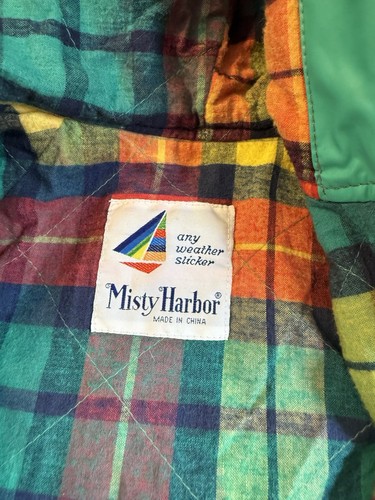 any
weather
slicker
Misty Harbor®
MADE IN CHINA